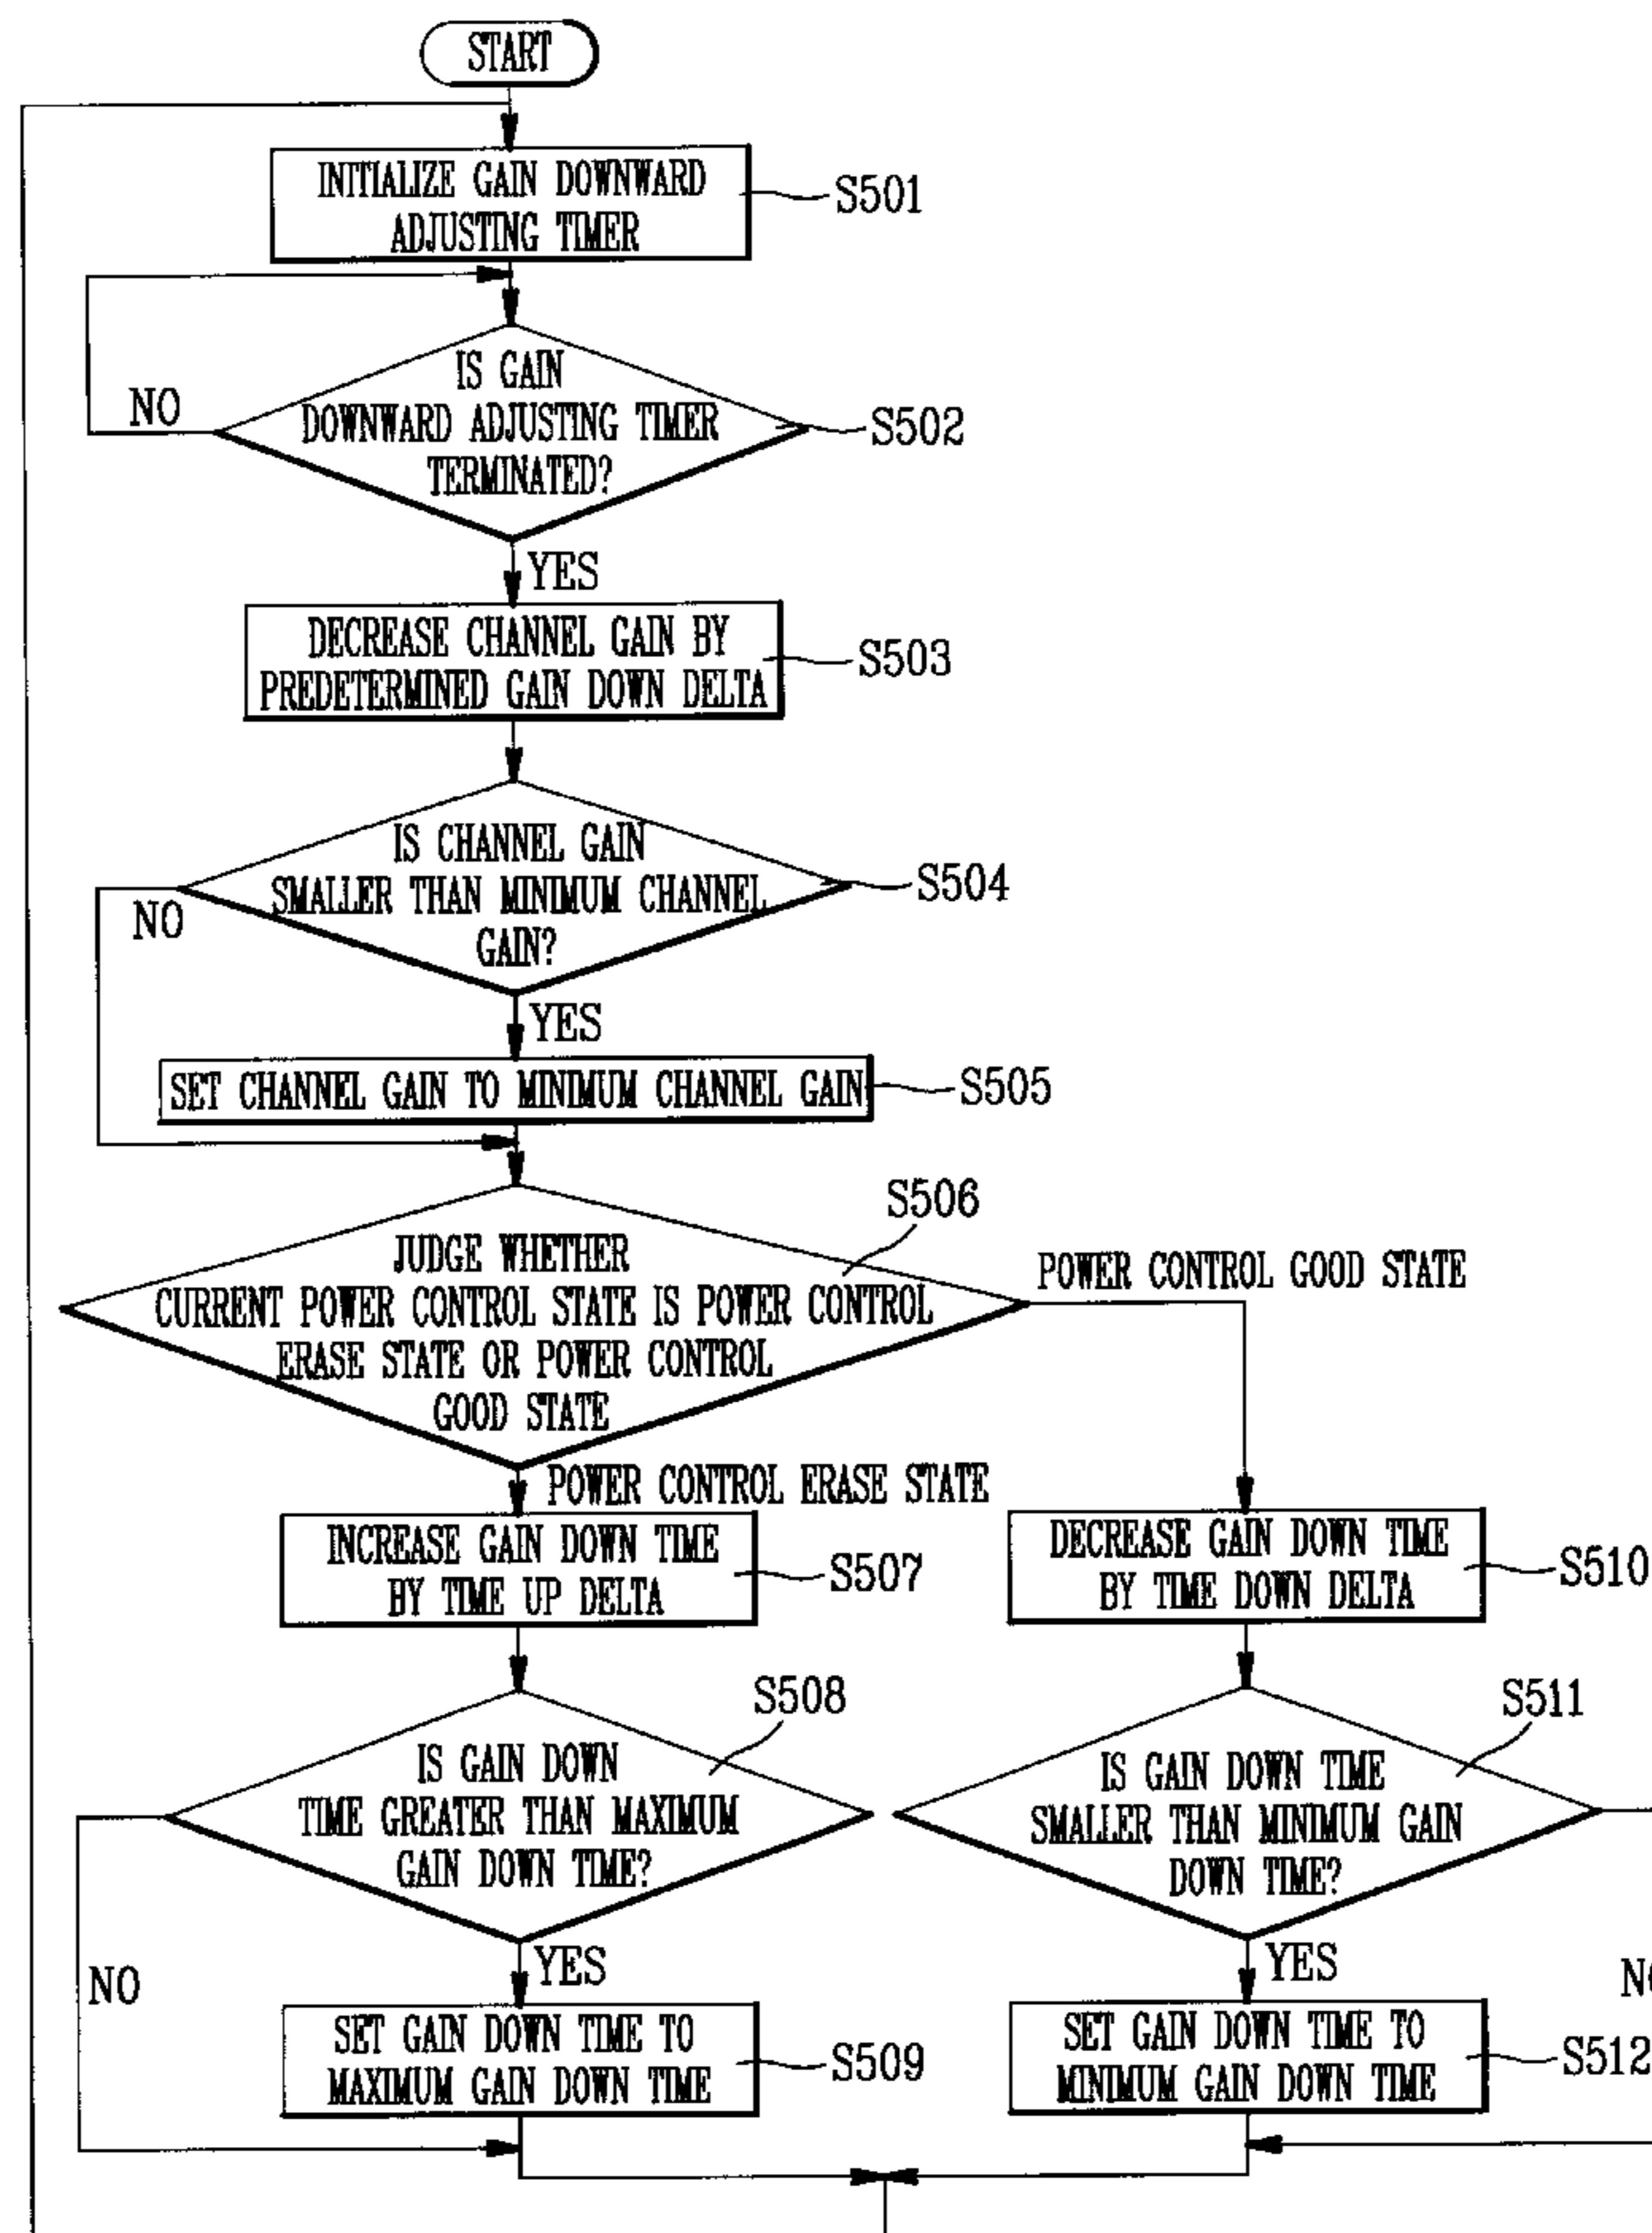 START
INITIALIZE GAIN DOWNWARD
ADJUSTING TIMER
S501
IS GAIN
DOWNWARD ADJUSTING TIMER
TERMINATED?
S502
NO
YES
DECREASE CHANNEL GAIN BY
PREDETERMINED GAIN DOWN DELTA
S503
IS CHANNEL GAIN
SMALLER THAN MINIMUM CHANNEL
GAIN?
S504
NO
YES
SET CHANNEL GAIN TO MINIMUM CHANNEL GAIN
S505
S506
JUDGE WHETHER
CURRENT POWER CONTROL STATE IS POWER CONTROL
ERASE STATE OR POWER CONTROL
GOOD STATE
POWER CONTROL GOOD STATE
POWER CONTROL ERASE STATE
INCREASE GAIN DOWN TIME
BY TIME UP DELTA
S507
DECREASE GAIN DOWN TIME
BY TIME DOWN DELTA
S510
S508
IS GAIN DOWN
TIME GREATER THAN MAXIMUM
GAIN DOWN TIME?
S511
IS GAIN DOWN TIME
SMALLER THAN MINIMUM GAIN
DOWN TIME?
NO
YES
YES
SET GAIN DOWN TIME TO
MAXIMUM GAIN DOWN TIME
S509
SET GAIN DOWN TIME TO
MINIMUM GAIN DOWN TIME
S512